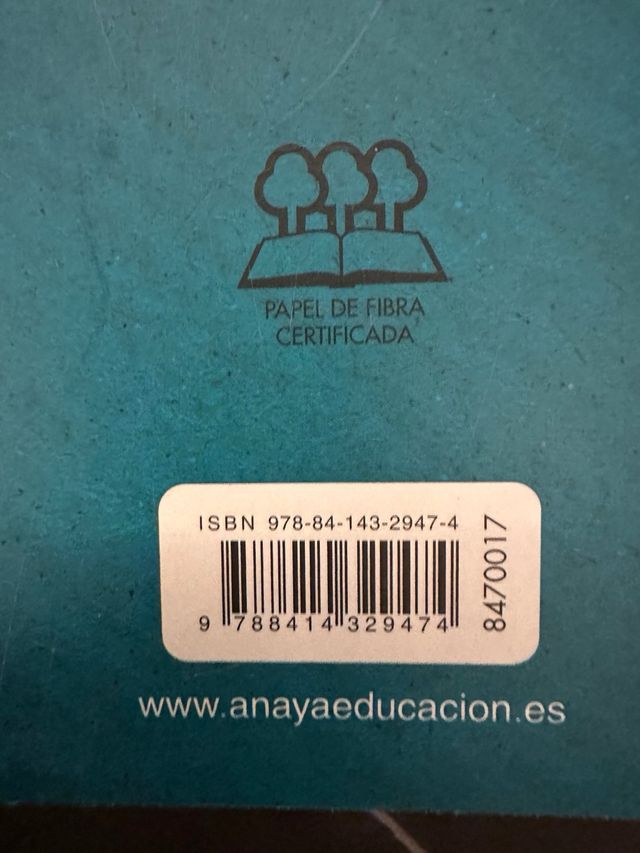 PAPEL DE FIBRA
CERTIFICADA
ISBN 978-84-143-2947-4
9 788414 329474
8470017
www.anayaeducacion.es